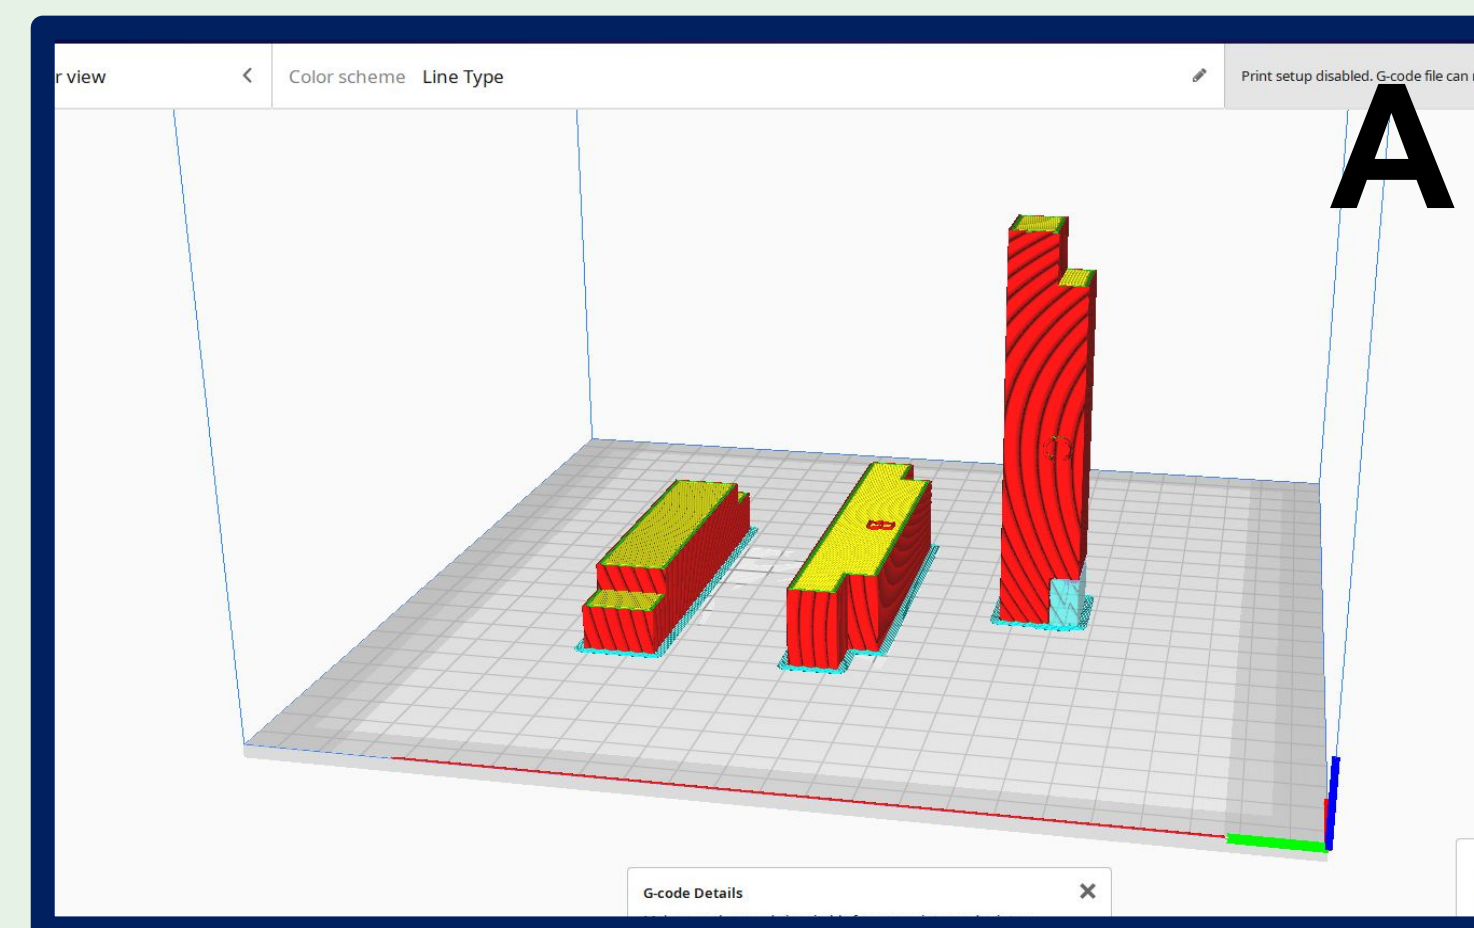 r view
Color scheme Line Type
Print setup disabled. G-code file can
A
B
G-code Details